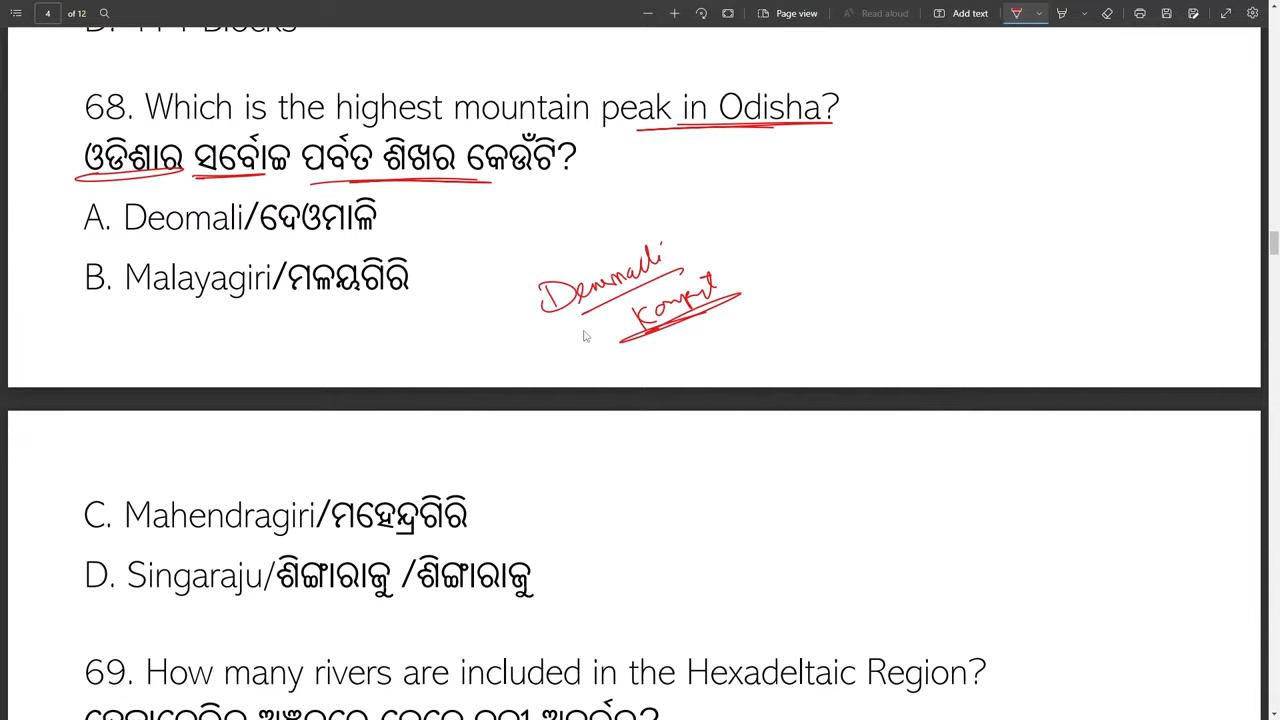 4 of 12 Page view Read aloud Add text
68. Which is the highest mountain peak in Odisha?
ଓଡିଶାର ସର୍ବୋଚ୍ଚ ପର୍ବତ ଶିଖର କେଉଁଟି?
A. Deomali/ଦେଓମାଳି
B. Malayagiri/ମଳୟଗିରି
C. Mahendragiri/ମହେନ୍ଦ୍ରଗିରି
D. Singaraju/ଶିଙ୍ଗାରାଜୁ /ଶିଙ୍ଗାରାଜୁ
69. How many rivers are included in the Hexadeltaic Region?